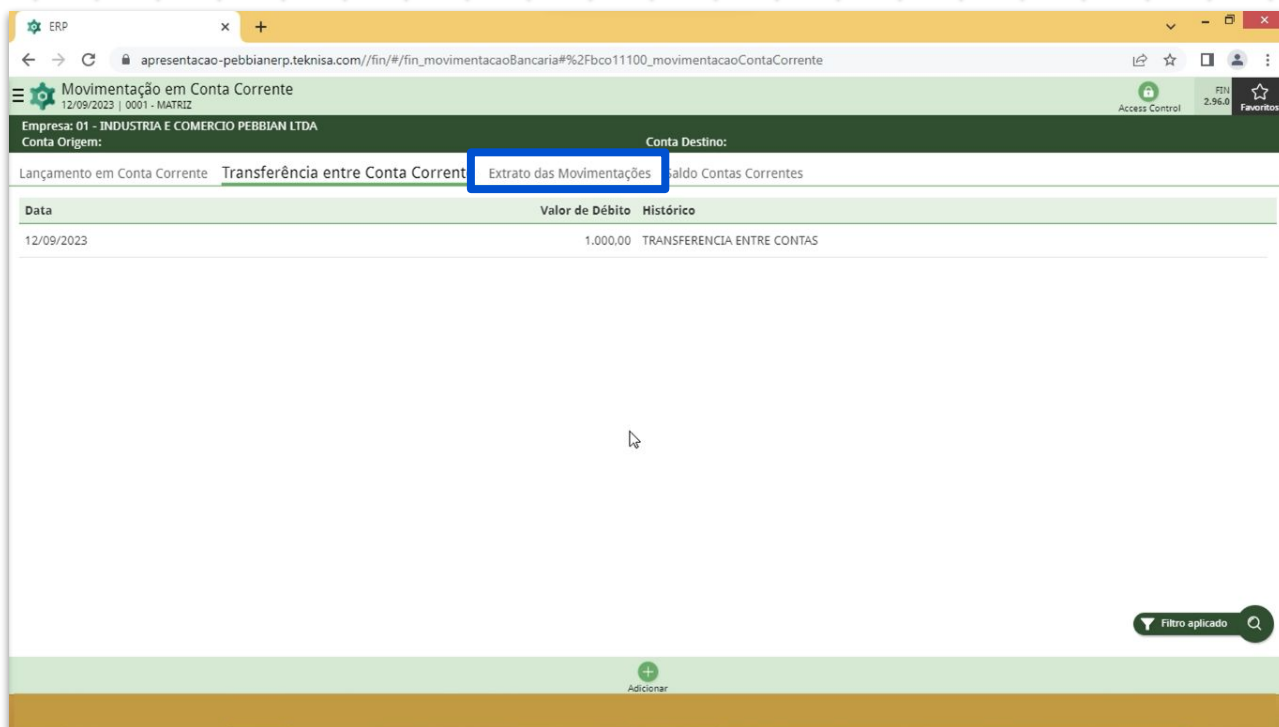 ERP
apresentacao-pebbianerp.teknisa.com//fin/#/fin_movimentacaoBancaria#%2Fbco11100_movimentacaoContaCorrente
Movimentação em Conta Corrente
12/09/2023 | 0001 - MATRIZ
Access Control
FIN
2.96.0
Favoritos
Empresa: 01 - INDUSTRIA E COMERCIO PEBBIAN LTDA
Conta Origem: Conta Destino:
Lançamento em Conta Corrente Transferência entre Conta Corrent Extrato das Movimentações Saldo Contas Correntes
Data Valor de Débito Histórico
12/09/2023 1.000,00 TRANSFERENCIA ENTRE CONTAS
Filtro aplicado
Adicionar